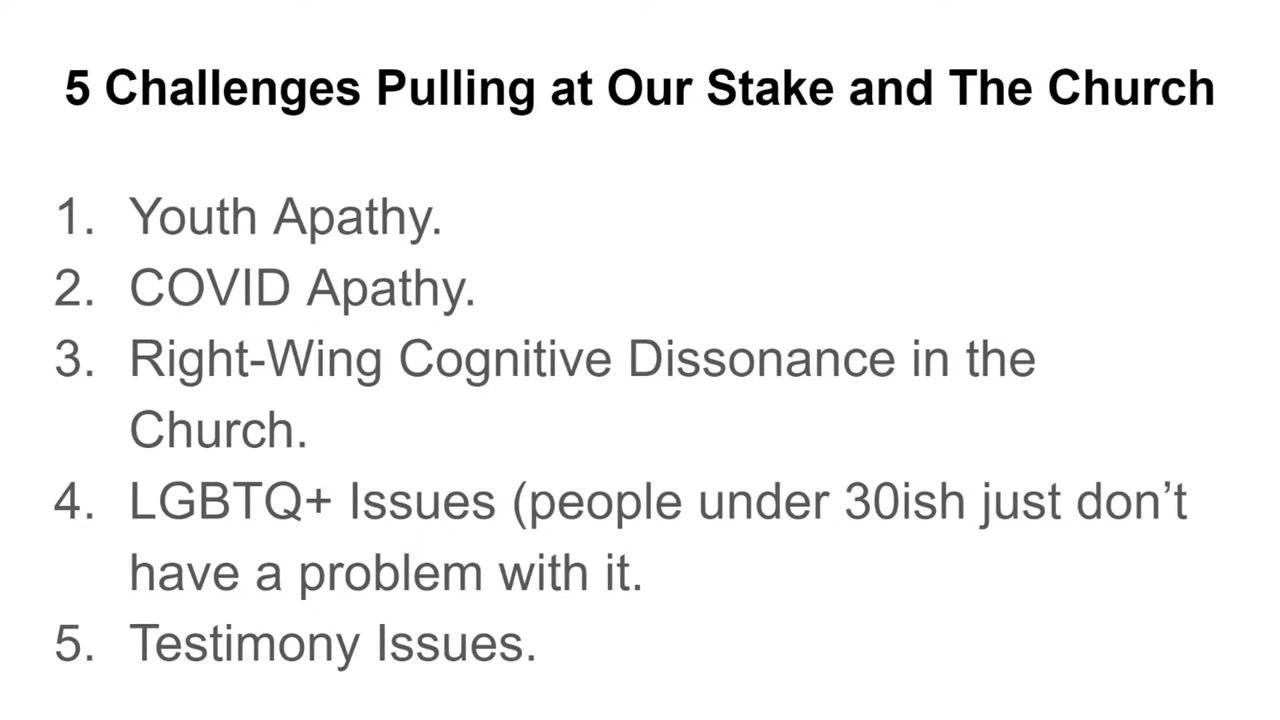 5 Challenges Pulling at Our Stake and The Church
1. Youth Apathy.
2. COVID Apathy.
3. Right-Wing Cognitive Dissonance in the
Church.
4. LGBTQ+ Issues (people under 30ish just don’t
have a problem with it.
5. Testimony Issues.